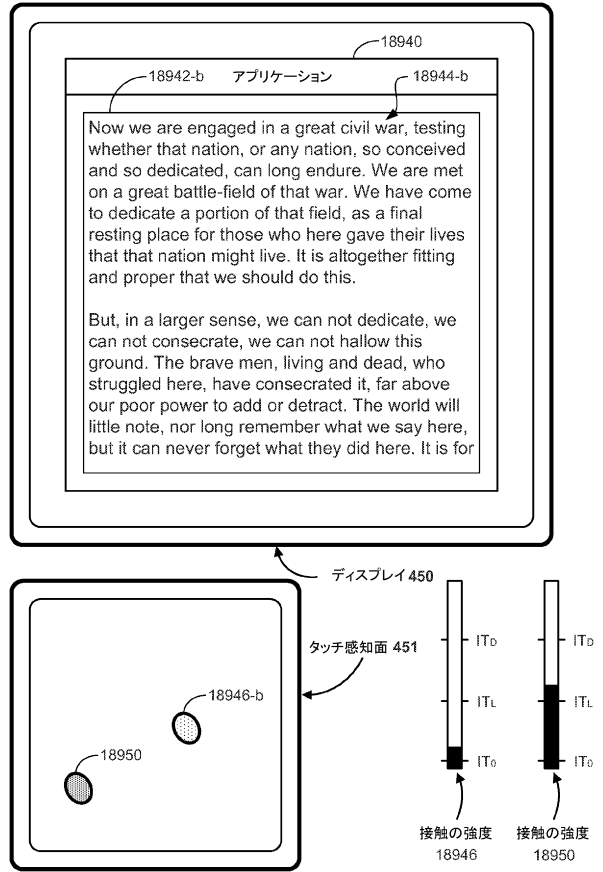 18940
18942-b
アプリケーション
18944-b
Now we are engaged in a great civil war, testing
whether that nation, or any nation, so conceived
and so dedicated, can long endure. We are met
on a great battle-field of that war. We have come
to dedicate a portion of that field, as a final
resting place for those who here gave their lives
that that nation might live. It is altogether fitting
and proper that we should do this.
But, in a larger sense, we can not dedicate, we
can not consecrate, we can not hallow this
ground. The brave men, living and dead, who
struggled here, have consecrated it, far above
our poor power to add or detract. The world will
little note, nor long remember what we say here,
but it can never forget what they did here. It is for
ディスプレイ 450
タッチ感知面 451
18946-b
18950
ITD
ITL
IT0
接触の強度
18946
ITD
ITL
IT0
接触の強度
18950